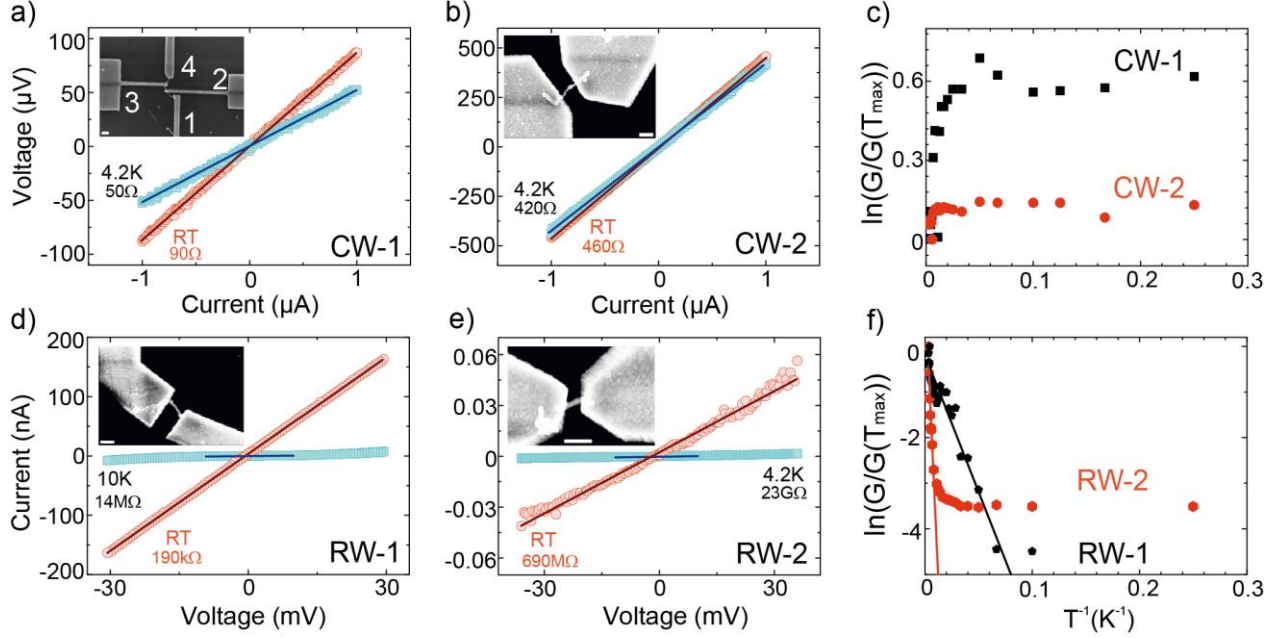 a)
100
50
0
-50
-100
Voltage (μV)
4
2
3
1
4.2K
50Ω
RT
90Ω
CW-1
-1
0
1
Current (μA)
b)
500
250
0
-250
-500
4.2K
420Ω
RT
460Ω
CW-2
-1
0
1
Current (μA)
c)
ln(G/G(Tmax))
0.6
0.3
0
CW-1
CW-2
0
0.1
0.2
0.3
d)
200
100
0
-100
-200
Current (nA)
10K
14MΩ
RT
190kΩ
RW-1
-30
0
30
Voltage (mV)
e)
0.06
0.03
0
-0.03
-0.06
4.2K
23GΩ
RT
690MΩ
RW-2
-30
0
30
Voltage (mV)
f)
ln(G/G(Tmax))
0
-2
-4
RW-2
RW-1
0
0.1
0.2
0.3
T-1(K-1)